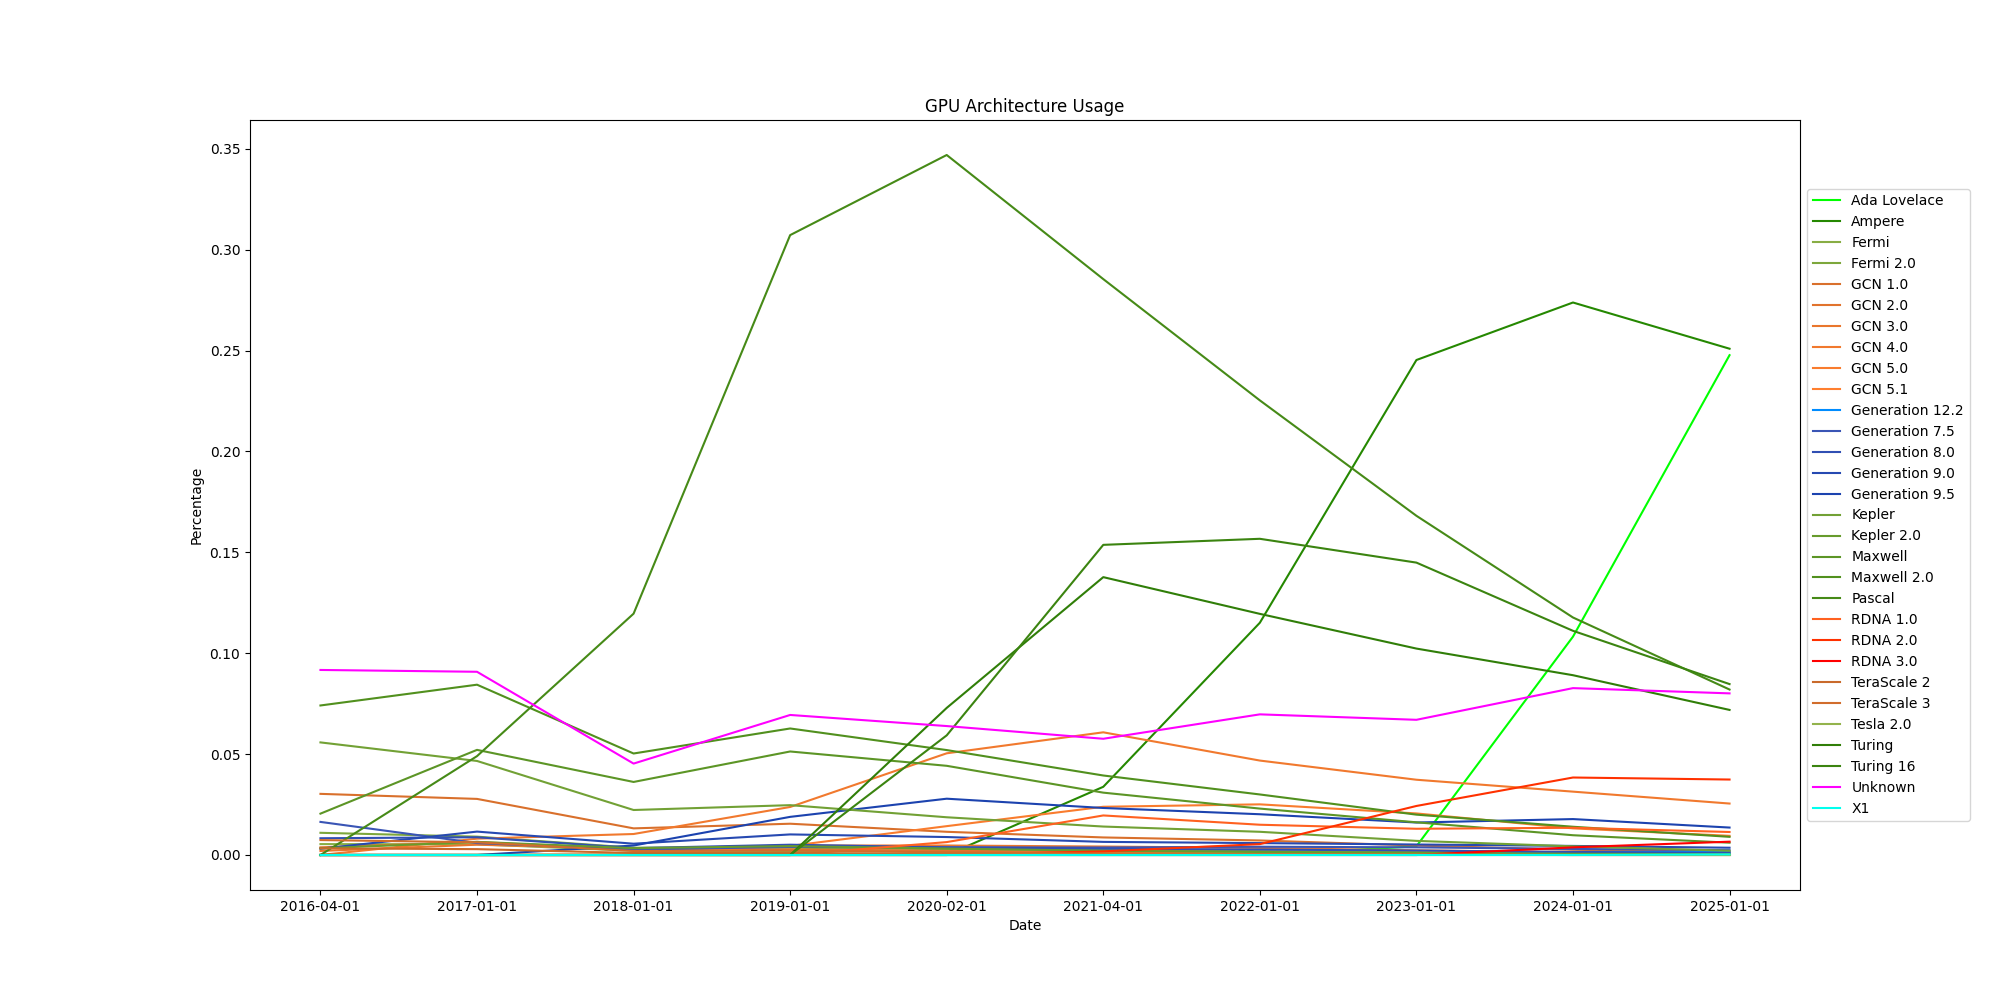 GPU Architecture Usage
Percentage
0.35
0.30
0.25
0.20
0.15
0.10
0.05
0.00
2016-04-01 2017-01-01 2018-01-01 2019-01-01 2020-02-01 2021-04-01 2022-01-01 2023-01-01 2024-01-01 2025-01-01
Date
Ada Lovelace
Ampere
Fermi
Fermi 2.0
GCN 1.0
GCN 2.0
GCN 3.0
GCN 4.0
GCN 5.0
GCN 5.1
Generation 12.2
Generation 7.5
Generation 8.0
Generation 9.0
Generation 9.5
Kepler
Kepler 2.0
Maxwell
Maxwell 2.0
Pascal
RDNA 1.0
RDNA 2.0
RDNA 3.0
TeraScale 2
TeraScale 3
Tesla 2.0
Turing
Turing 16
Unknown
X1